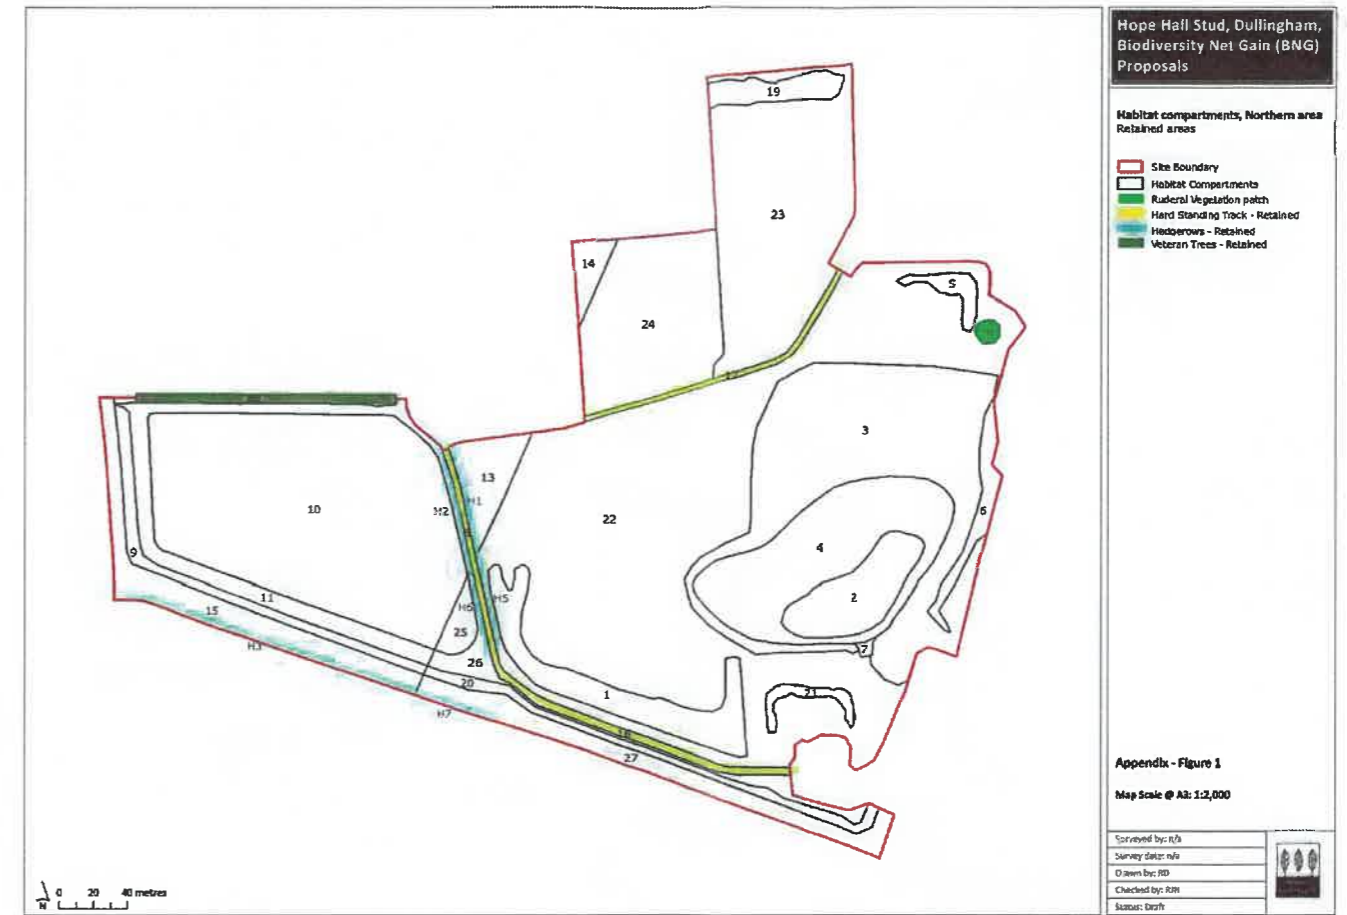 Hope Hall Stud, Dullingham,
Biodiversity Net Gain (BNG)
Proposals
Habitat compartments, Northern area
Retained areas
Site Boundary
Habitat Compartments
Ruderal Vegetation patch
Hard Standing Track - Retained
Hedgerows - Retained
Veteran Trees - Retained
19
23
14
5
24
3
13
H1
10
H2
22
6
4
9
2
11
H6
H5
15
25
7
H3
26
20
1
21
H7
18
27
Appendix - Figure 1
Map Scale @ A3: 1:2,000
Surveyed by: n/a
Survey date: n/a
Drawn by: RD
Checked by: RJH
Status: Draft
0 20 40 metres
N